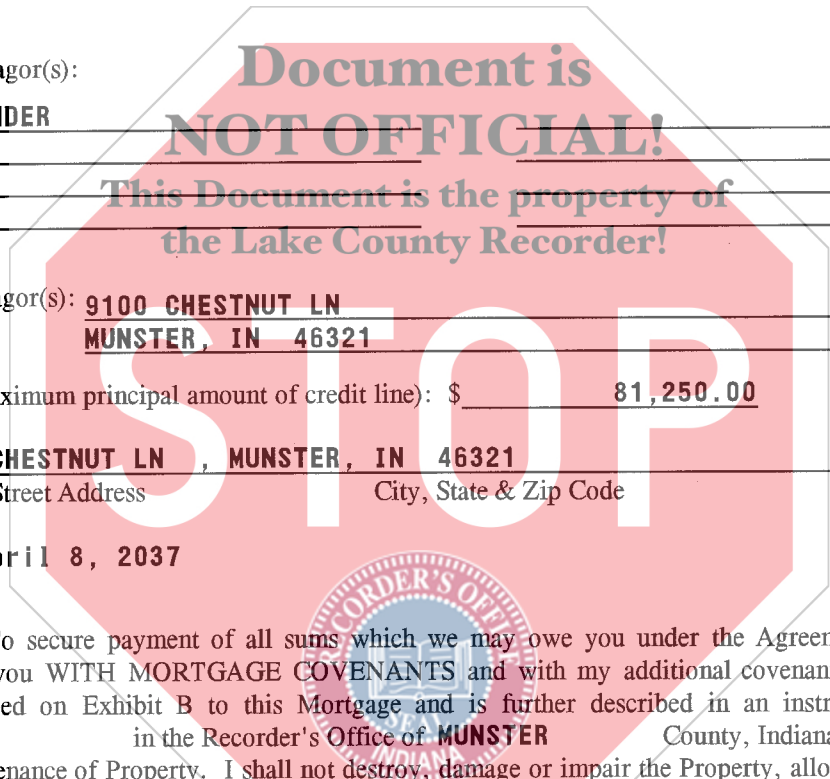 Document is
agor(s):
NDER
NOT OFFICIAL!
This Document is the property of
the Lake County Recorder!
gor(s): 9100 CHESTNUT LN
MUNSTER, IN 46321
STOP
ximum principal amount of credit line): $ 81,250.00
CHESTNUT LN , MUNSTER, IN 46321
Street Address City, State & Zip Code
pril 8, 2037
RECORDER'S OFFI
o secure payment of all sums which we may owe you under the Agreen
you WITH MORTGAGE COVENANTS and with my additional covenan
ed on Exhibit B to this Mortgage and is further described in an instr
SEAL
in the Recorder's Office of MUNSTER County, Indiana
INDIANA
enance of Property. I shall not destroy, damage or impair the Property, allo